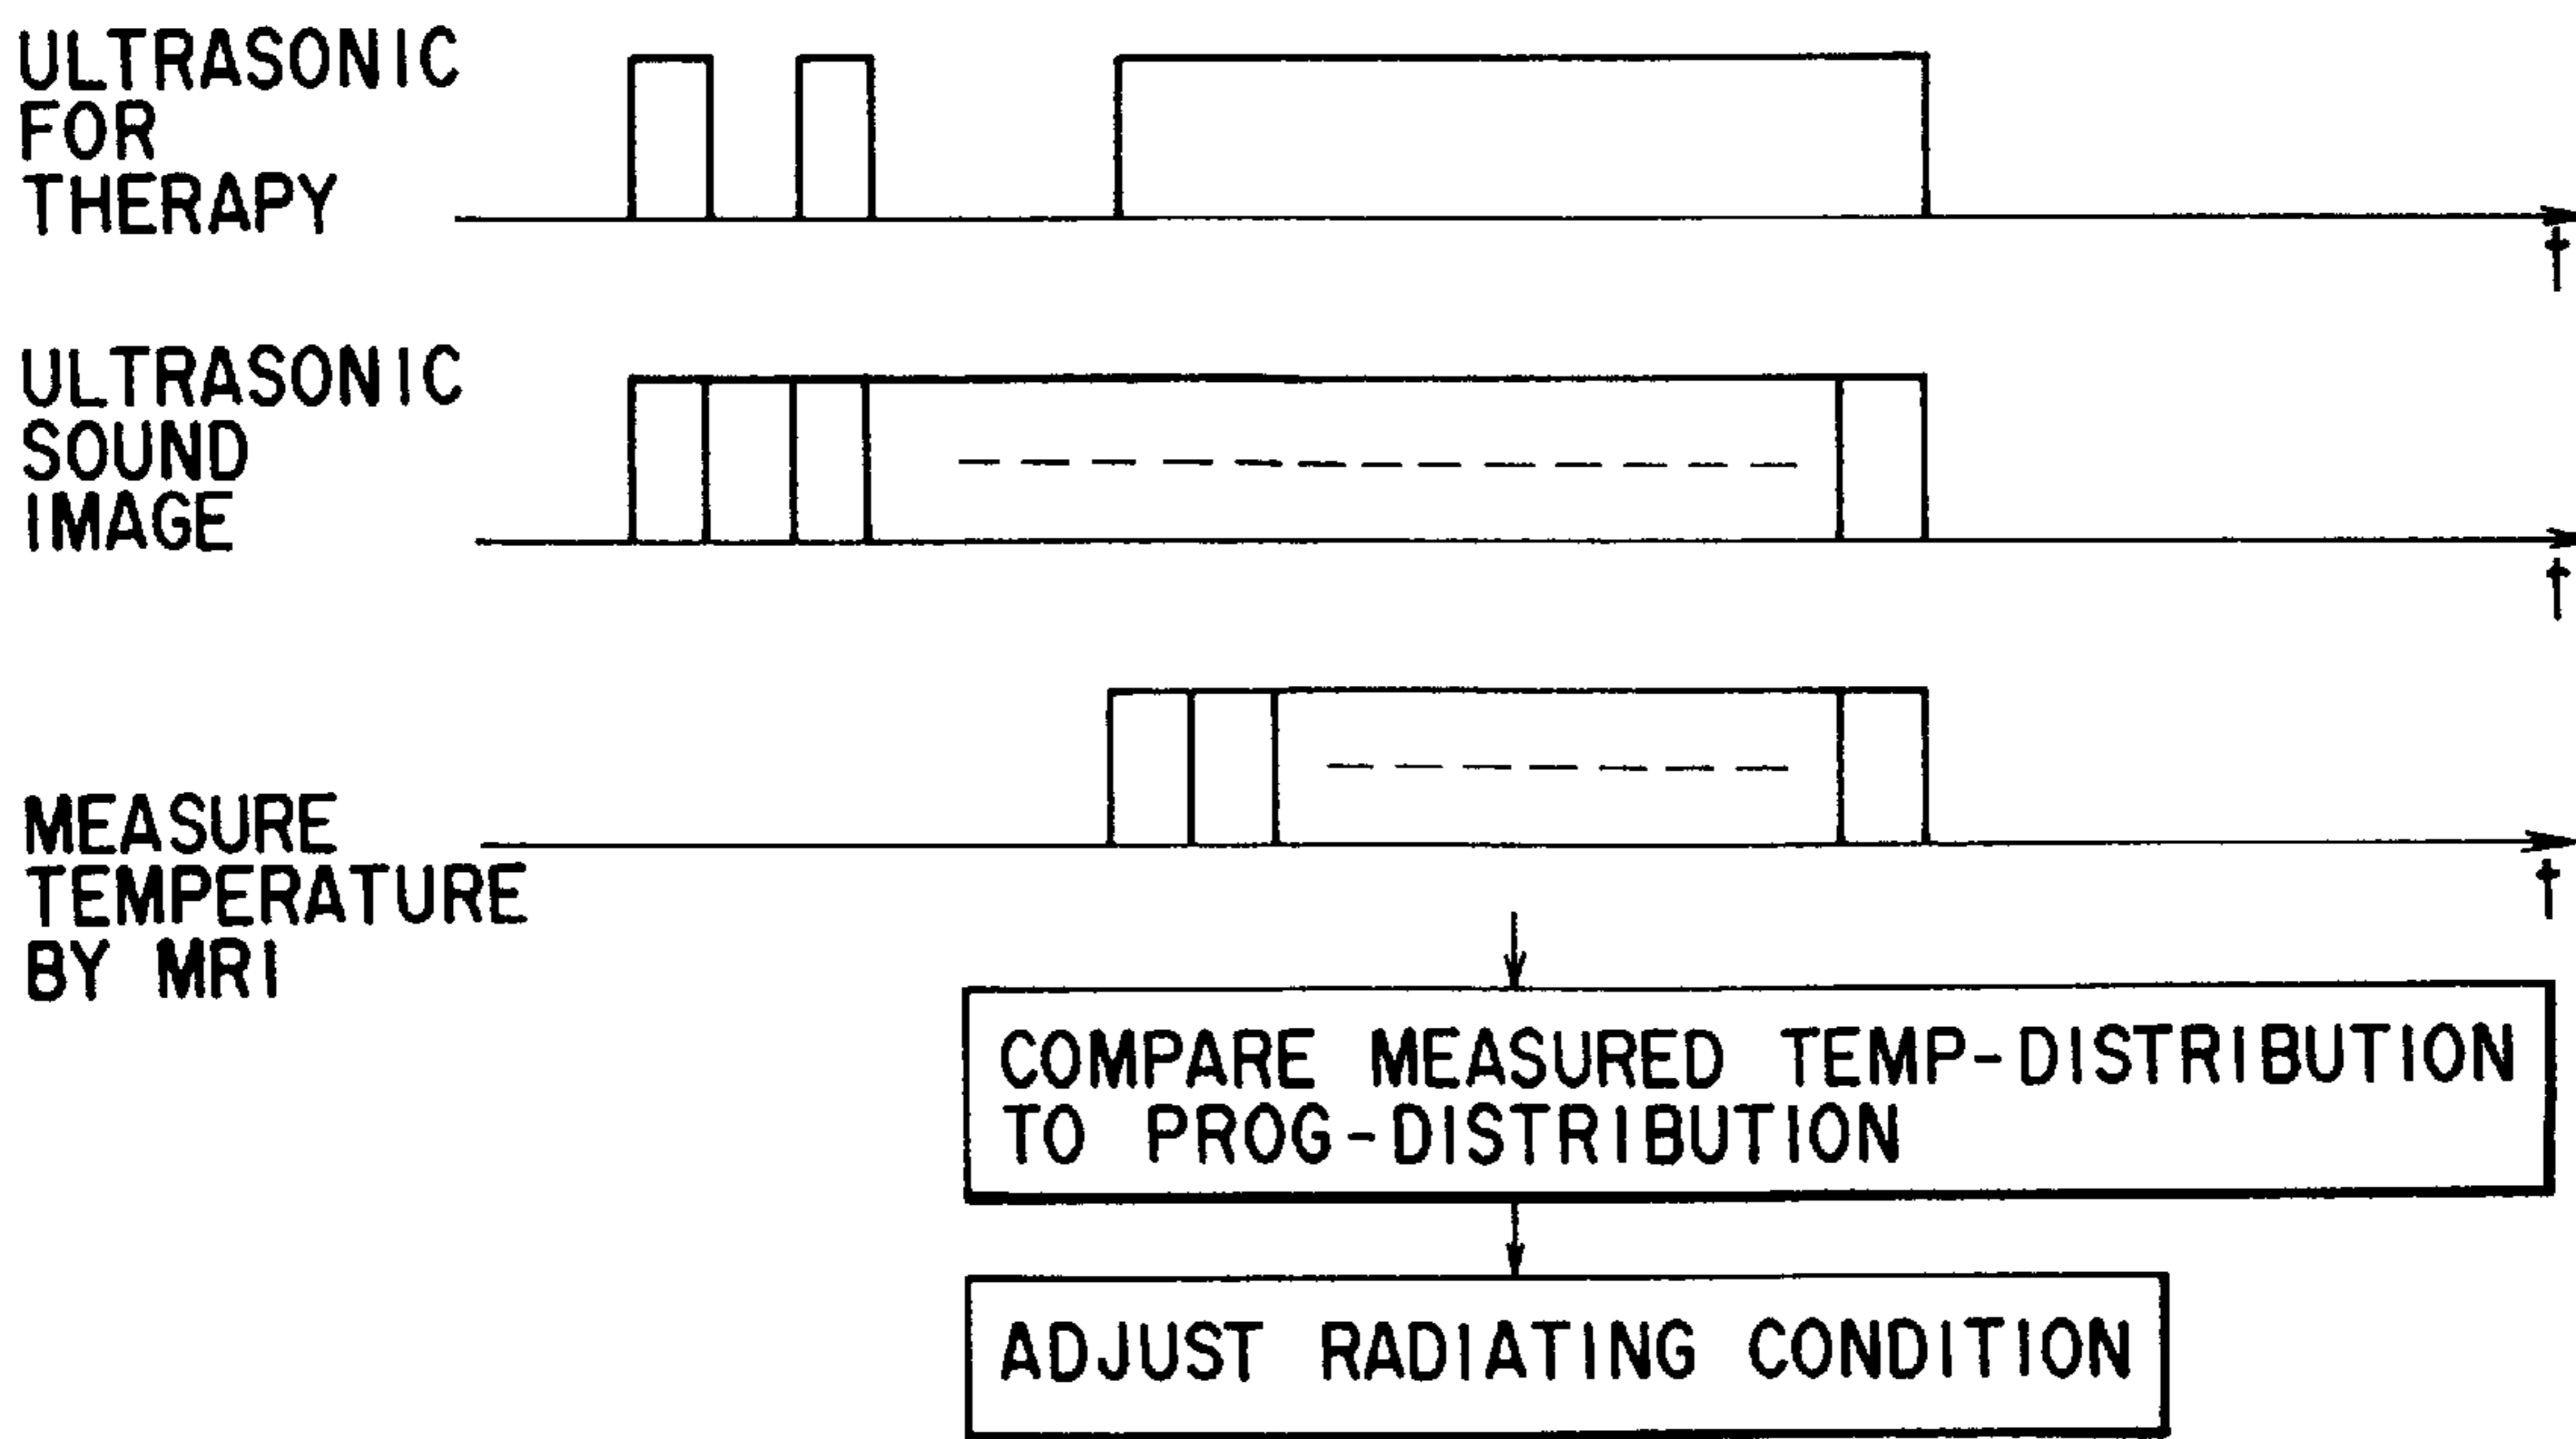 ULTRASONIC
FOR
THERAPY
t
ULTRASONIC
SOUND
IMAGE
t
MEASURE
TEMPERATURE
BY MRI
t
COMPARE MEASURED TEMP-DISTRIBUTION
TO PROG-DISTRIBUTION
ADJUST RADIATING CONDITION